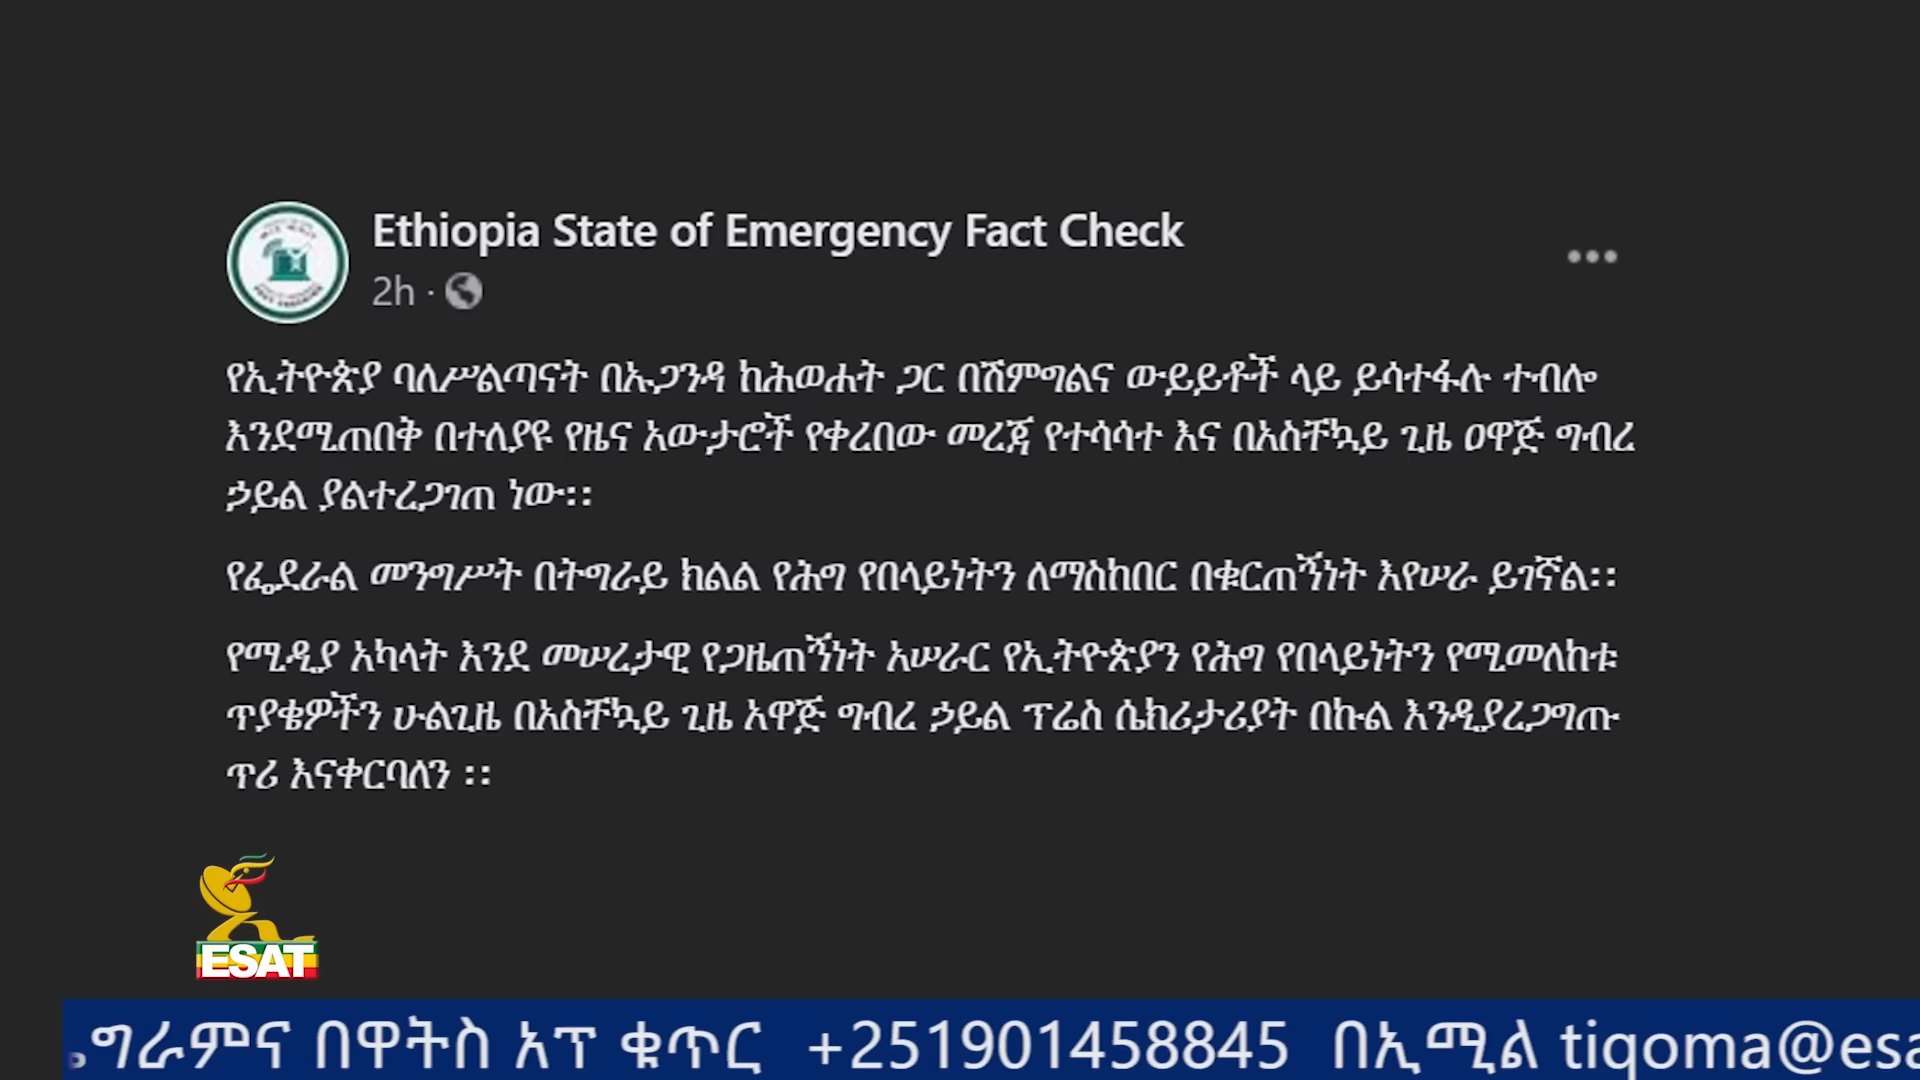 Ethiopia State of Emergency Fact Check
2h ·
የኢትዮጵያ ባለሥልጣናት በኡጋንዳ ከሕወሐት ጋር በሽምግልና ውይይቶች ላይ ይሳተፋሉ ተብሎ
እንደሚጠበቅ በተለያዩ የዜና አውታሮች የቀረበው መረጃ የተሳሳተ እና በአስቸኳይ ጊዜ ዐዋጅ ግብረ
ኃይል ያልተረጋገጠ ነው፡፡
የፌደራል መንግሥት በትግራይ ክልል የሕግ የበላይነትን ለማስከበር በቁርጠኝነት እየሠራ ይገኛል፡፡
የሚዲያ አካላት እንደ መሠረታዊ የጋዜጠኝነት አሠራር የኢትዮጵያን የሕግ የበላይነትን የሚመለከቱ
ጥያቄዎችን ሁልጊዜ በአስቸኳይ ጊዜ አዋጅ ግብረ ኃይል ፕሬስ ሴክሪታሪያት በኩል እንዲያረጋግጡ
ጥሪ እናቀርባለን ፡፡
ESAT
ግራምና በዋትስ አፕ ቁጥር +251901458845 በኢሚል tiqoma@esa